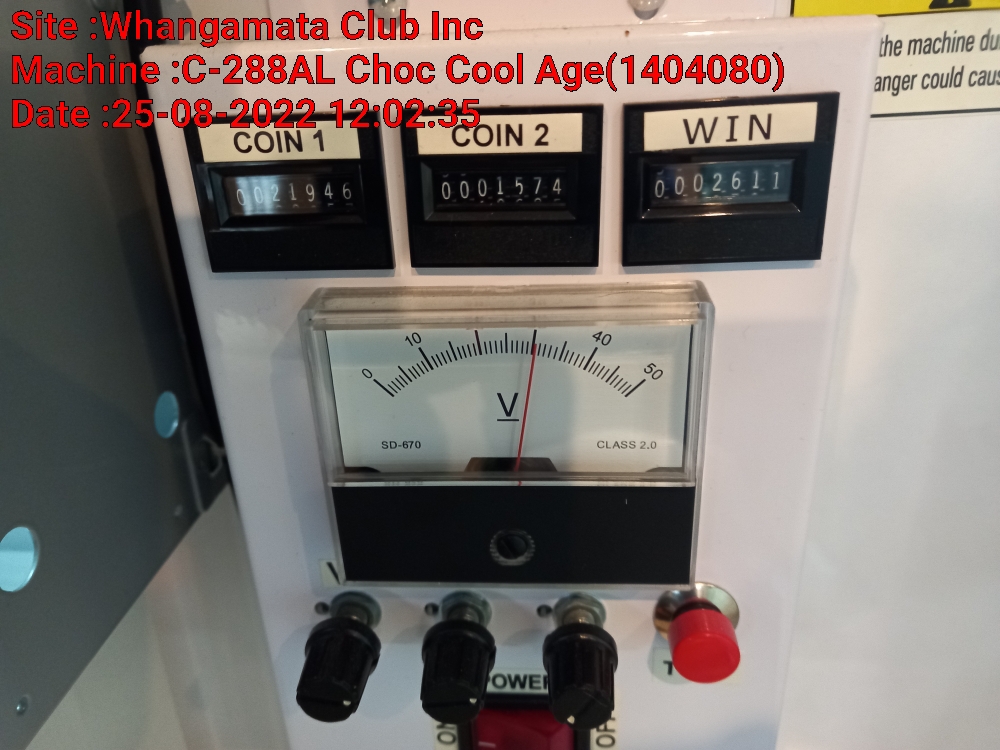 Site :Whangamata Club Inc
Machine :C-288AL Choc Cool Age(1404080)
Date :25-08-2022 12:02:35
the machine du
anger could caus
COIN 1
COIN 2
WIN
0021946
0001574
0002611
0
10
40
50
V
SD-670
CLASS 2.0
POWER
ON